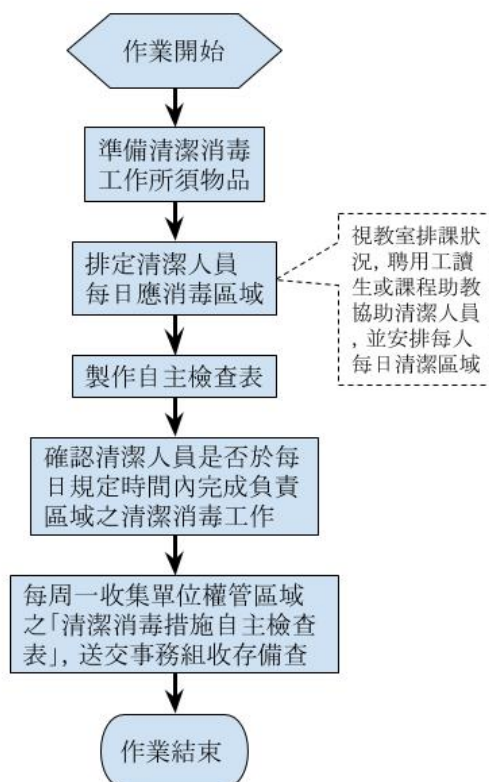 作業開始
準備清潔消毒
工作所須物品
排定清潔人員
每日應消毒區域
視教室排課狀
況, 聘用工讀
生或課程助教
協助清潔人員
, 並安排每人
每日清潔區域
製作自主檢查表
確認清潔人員是否於每
日規定時間內完成負責
區域之清潔消毒工作
每周一收集單位權管區域
之「清潔消毒措施自主檢查
表」, 送交事務組收存備查
作業結束